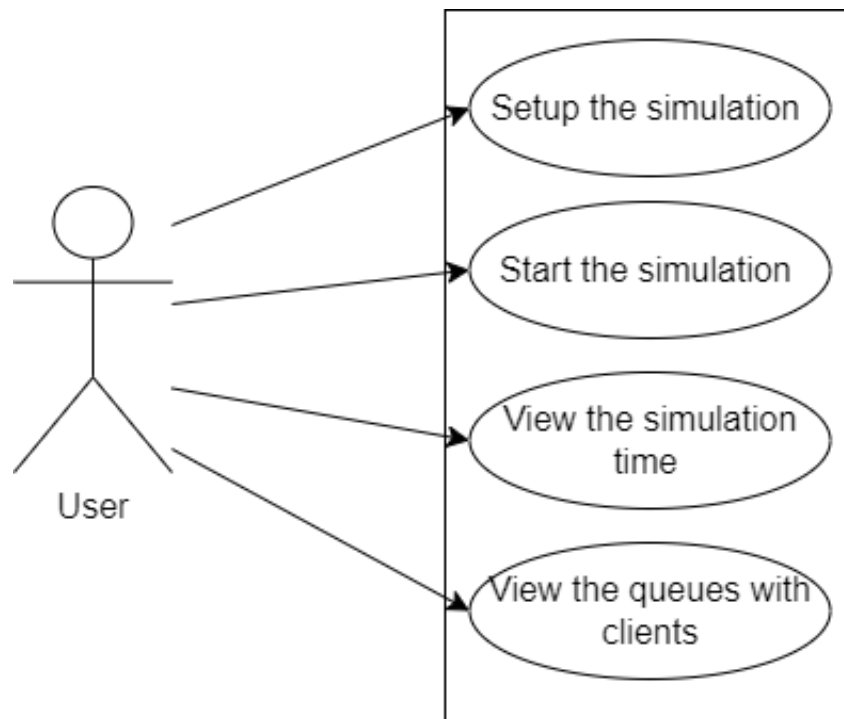 Setup the simulation
Start the simulation
View the simulation
time
User
View the queues with
clients